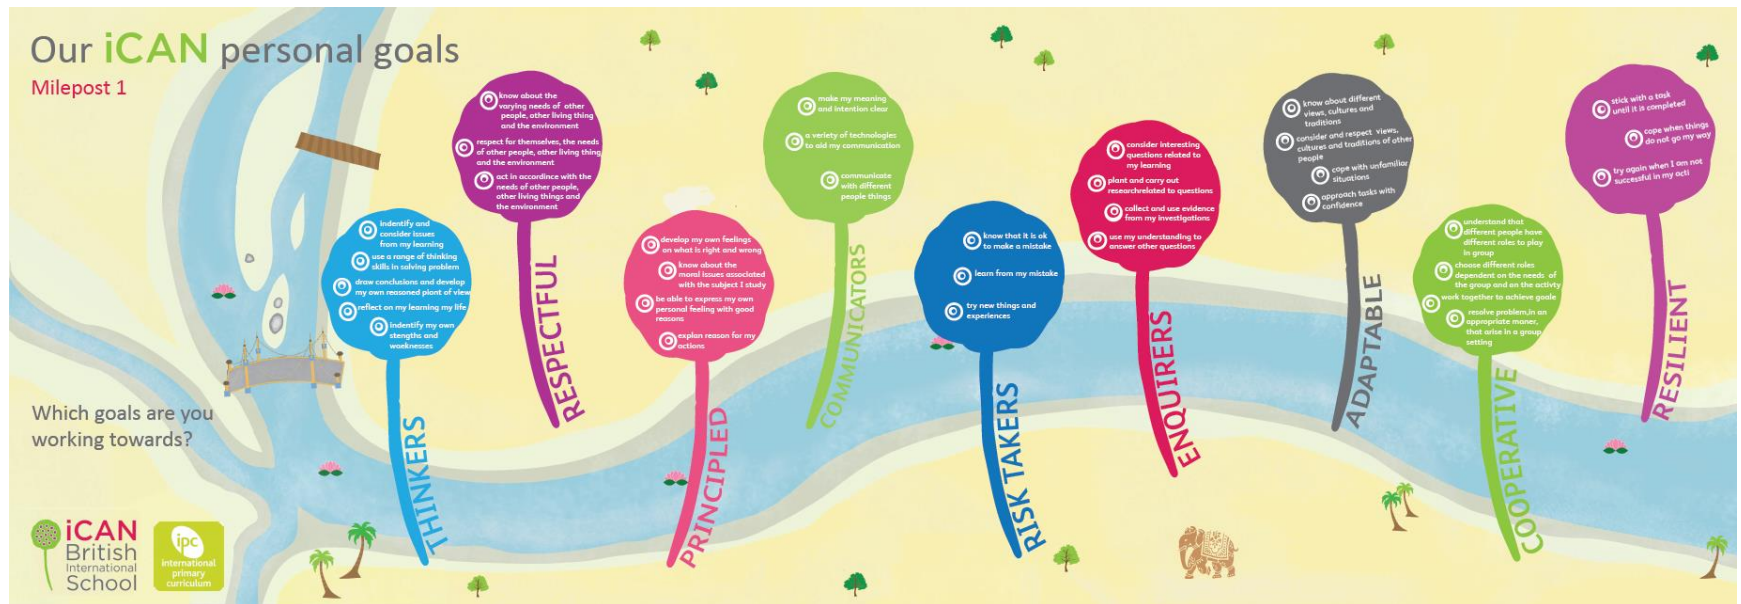 Our iCAN personal goals
Milepost 1
indentify and
consider issues
from my learning
use a range of thinking
skills in solving problem
draw conclusions and develop
my own reasoned plant of view
reflect on my learning my life
indentify my own
stengths and
weaknesses
THINKERS
know about the
varying needs of other
people, other living thing
and the environment
respect for themselves, the needs
of other people, other living thing
and the environment
act in accordince with the
needs of other people,
other living things and
the environment
RESPECTFUL
develop my own feelings
on what is right and wrong
know about the
moral issues associated
with the subject I study
be able to express my own
personal feeling with good
reasons
explan reason for my
actions
PRINCIPLED
make my meaning
and intention clear
a veriety of technologies
to aid my communication
communicate
with different
people things
COMMUNICATORS
know that it is ok
to make a mistake
learn from my mistake
try new things and
experiences
RISK TAKERS
consider interesting
questions related to
my learning
plant and carry out
researchrelated to questions
collect and use evidence
from my investigations
use my understanding to
answer other questions
ENQUIRERS
know about different
views, cultures and
traditions
consider and respect views,
cultures and traditions of other
people
cope with unfamiliar
situations
approach tasks with
confidence
ADAPTABLE
understand that
different people have
different roles to play
in group
choose different roles
dependent on the needs of
the group and on the activty
work together to achieve goale
resolve problem,in an
appropriate maner,
that arise in a group
setting
COOPERATIVE
stick with a task
until it is completed
cope when things
do not go my way
try again when I am not
successful in my acti
RESILIENT
Which goals are you
working towards?
iCAN
British
International
School
ipc
international
primary
curriculum